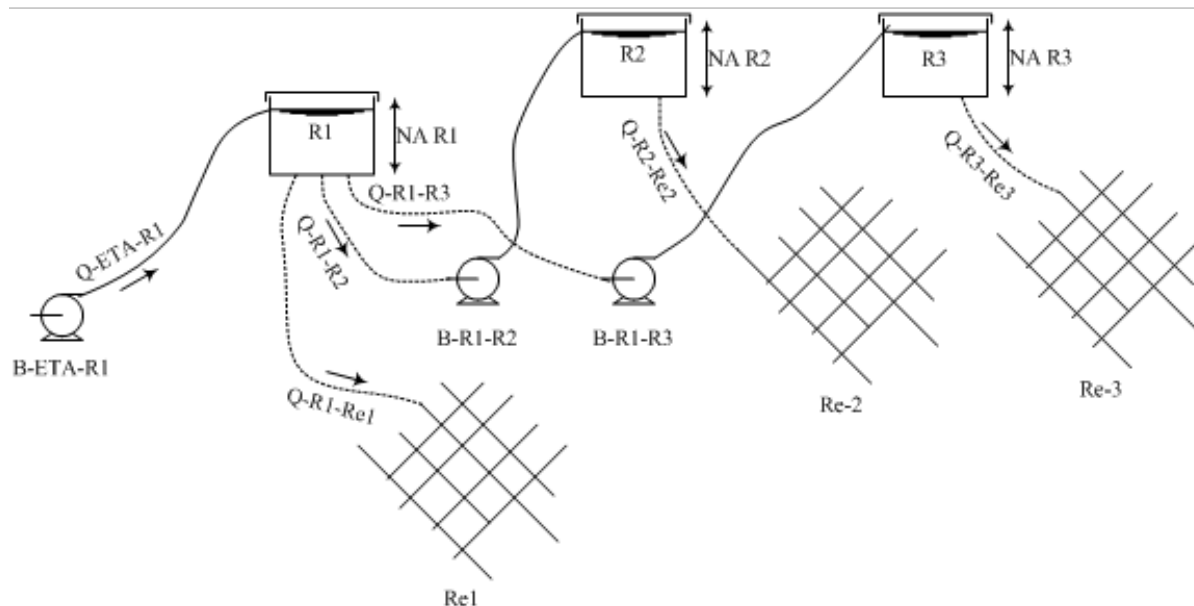 R2
NA R2
R3
NA R3
R1
NA R1
Q-R1-R3
Q-R2-Re2
Q-R3-Re3
Q-ETA-R1
Q-R1-R2
B-ETA-R1
B-R1-R2
B-R1-R3
Q-R1-Re1
Re-2
Re-3
Re1